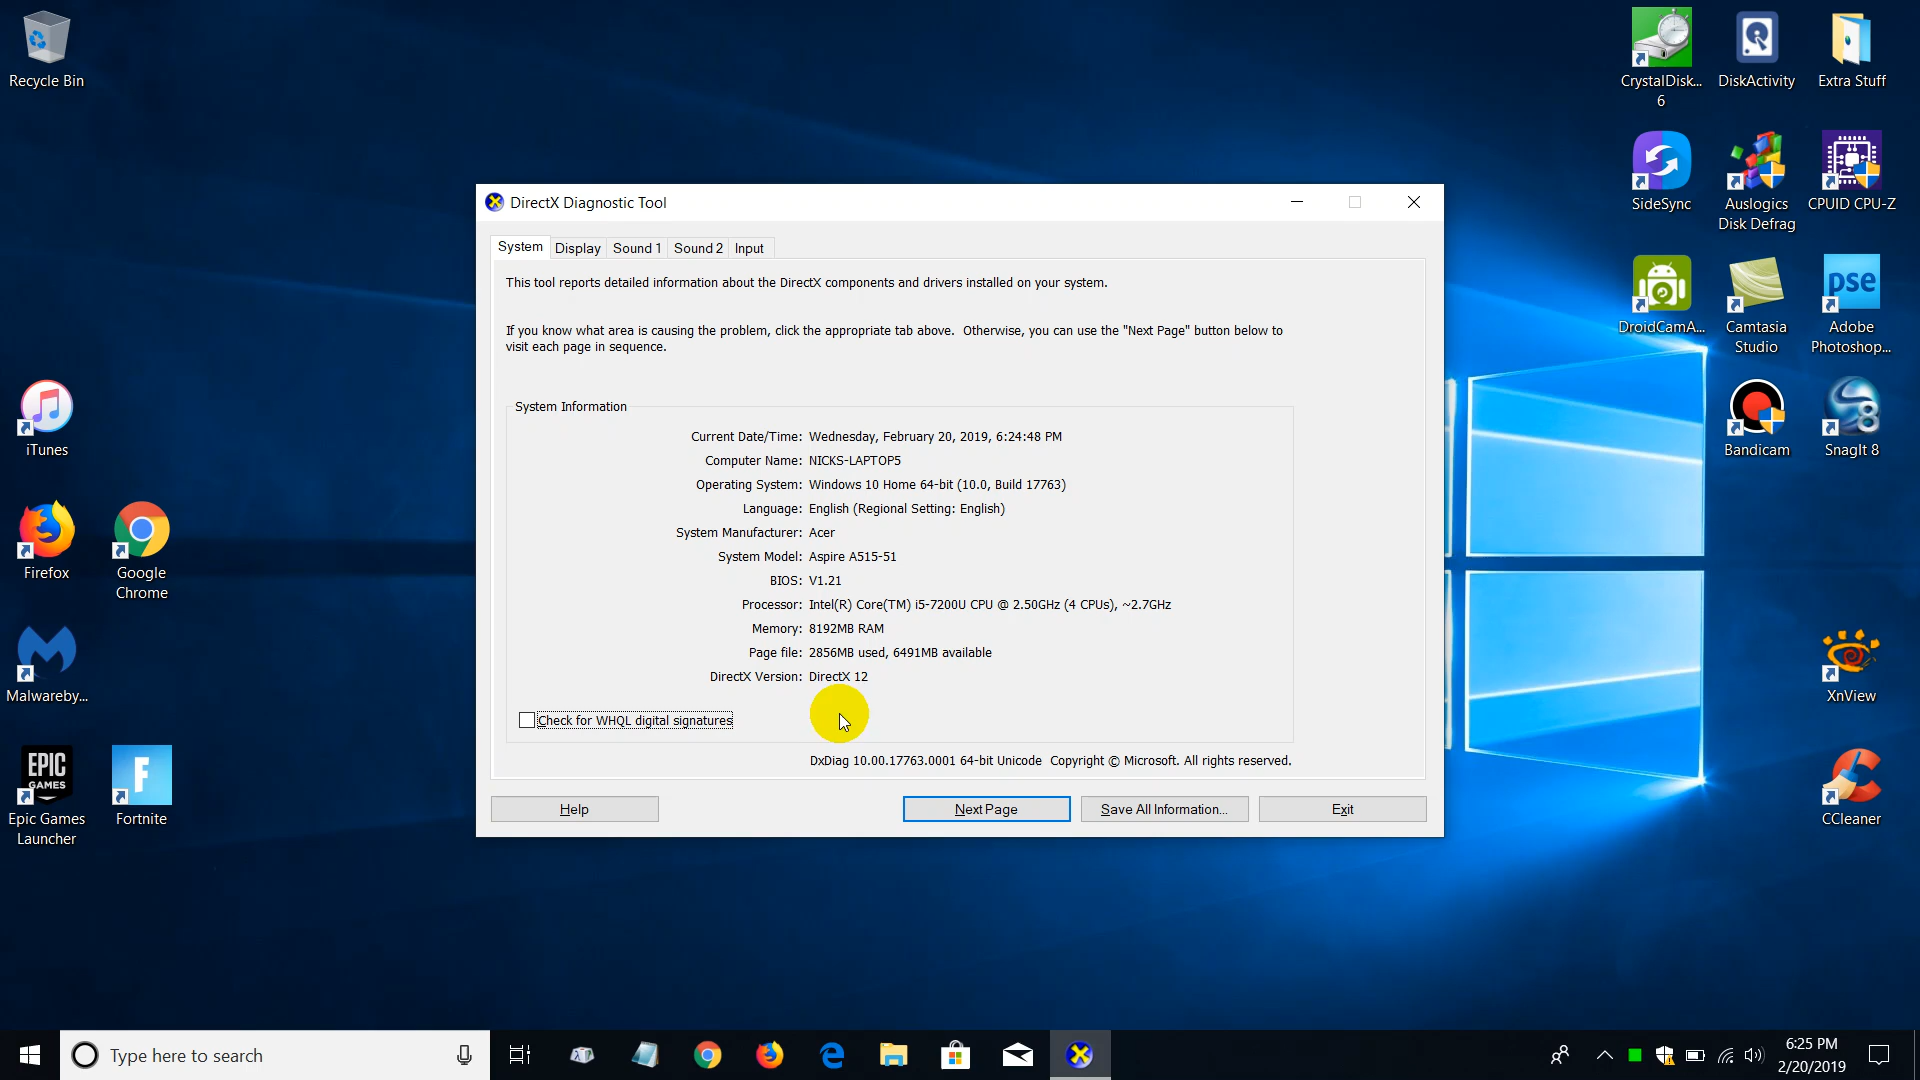 Recycle Bin
iTunes
Firefox
Google
Chrome
Malwareby...
EPIC
GAMES
Epic Games
Launcher
F
Fortnite
DirectX Diagnostic Tool
System
Display
Sound 1
Sound 2
Input
This tool reports detailed information about the DirectX components and drivers installed on your system.
If you know what area is causing the problem, click the appropriate tab above.  Otherwise, you can use the "Next Page" button below to
visit each page in sequence.
System Information
Current Date/Time: Wednesday, February 20, 2019, 6:24:48 PM
Computer Name: NICKS-LAPTOP5
Operating System: Windows 10 Home 64-bit (10.0, Build 17763)
Language: English (Regional Setting: English)
System Manufacturer: Acer
System Model: Aspire A515-51
BIOS: V1.21
Processor: Intel(R) Core(TM) i5-7200U CPU @ 2.50GHz (4 CPUs), ~2.7GHz
Memory: 8192MB RAM
Page file: 2856MB used, 6491MB available
DirectX Version: DirectX 12
Check for WHQL digital signatures
DxDiag 10.00.17763.0001 64-bit Unicode  Copyright © Microsoft. All rights reserved.
Help
Next Page
Save All Information...
Exit
CrystalDisk...
6
DiskActivity
Extra Stuff
SideSync
Auslogics
Disk Defrag
CPUID CPU-Z
DroidCamA...
Camtasia
Studio
pse
Adobe
Photoshop...
Bandicam
S8
SnagIt 8
XnView
CCleaner
Type here to search
6:25 PM
2/20/2019